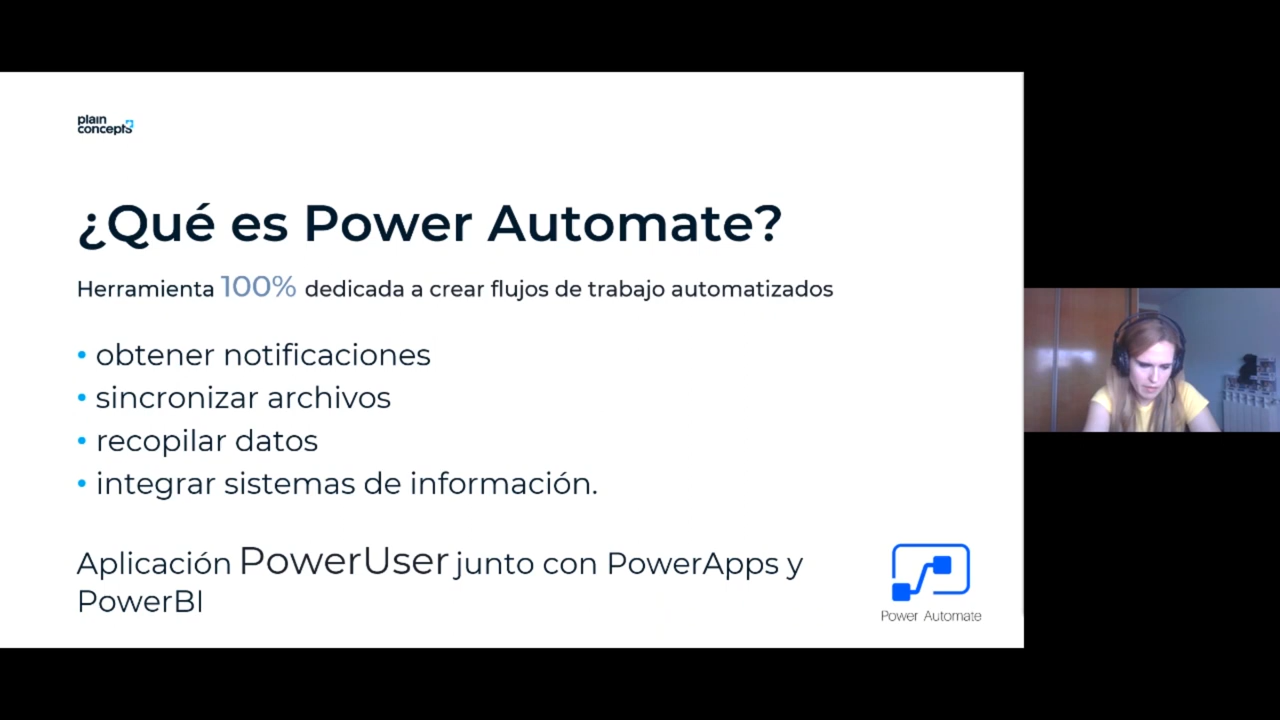 plain
concepts
¿Qué es Power Automate?
Herramienta 100% dedicada a crear flujos de trabajo automatizados
• obtener notificaciones
• sincronizar archivos
• recopilar datos
• integrar sistemas de información.
Aplicación PowerUser junto con PowerApps y
PowerBI
Power Automate